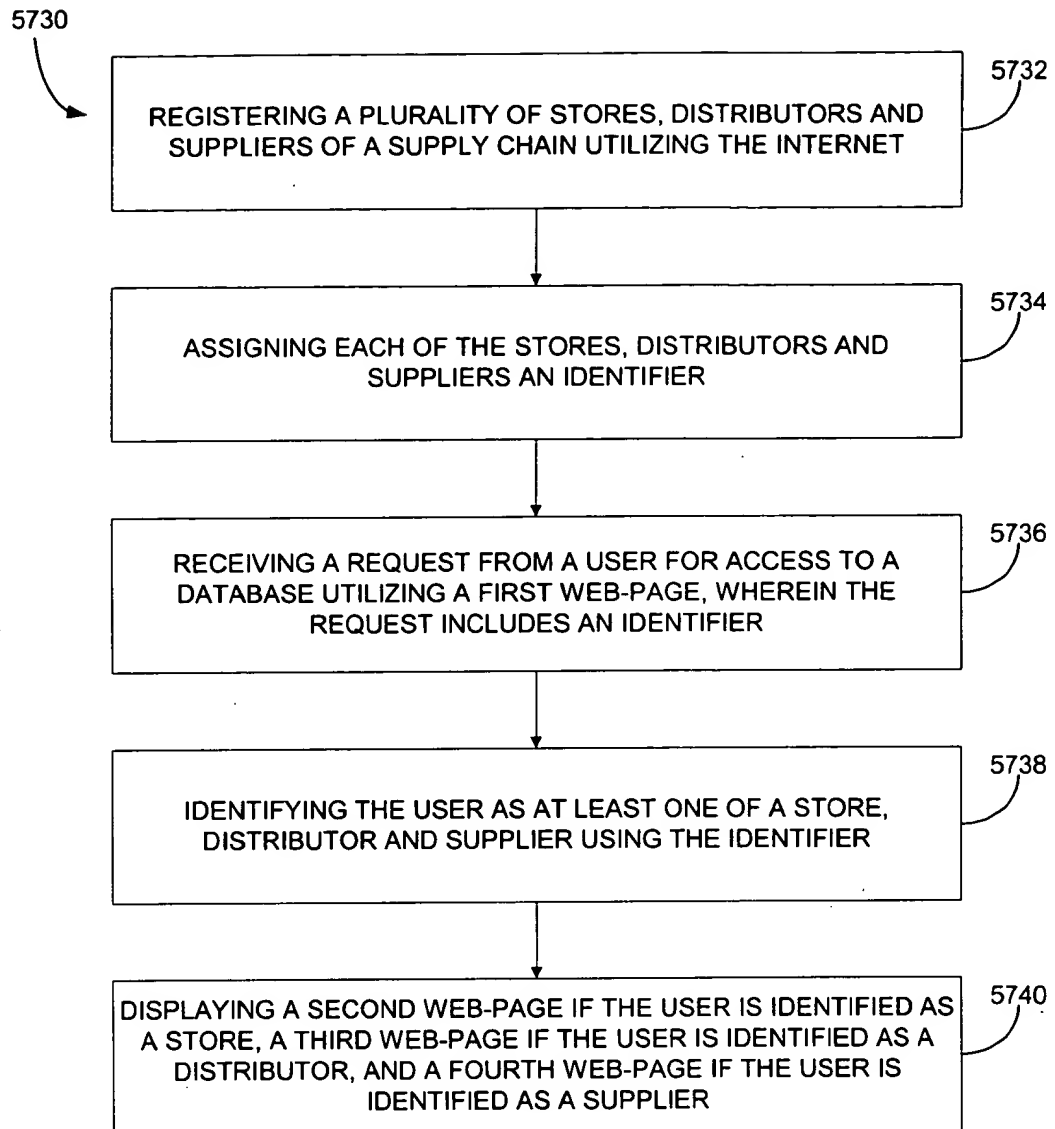 5730
5732
REGISTERING A PLURALITY OF STORES, DISTRIBUTORS AND
SUPPLIERS OF A SUPPLY CHAIN UTILIZING THE INTERNET
5734
ASSIGNING EACH OF THE STORES, DISTRIBUTORS AND
SUPPLIERS AN IDENTIFIER
5736
RECEIVING A REQUEST FROM A USER FOR ACCESS TO A
DATABASE UTILIZING A FIRST WEB-PAGE, WHEREIN THE
REQUEST INCLUDES AN IDENTIFIER
5738
IDENTIFYING THE USER AS AT LEAST ONE OF A STORE,
DISTRIBUTOR AND SUPPLIER USING THE IDENTIFIER
5740
DISPLAYING A SECOND WEB-PAGE IF THE USER IS IDENTIFIED AS
A STORE, A THIRD WEB-PAGE IF THE USER IS IDENTIFIED AS A
DISTRIBUTOR, AND A FOURTH WEB-PAGE IF THE USER IS
IDENTIFIED AS A SUPPLIER